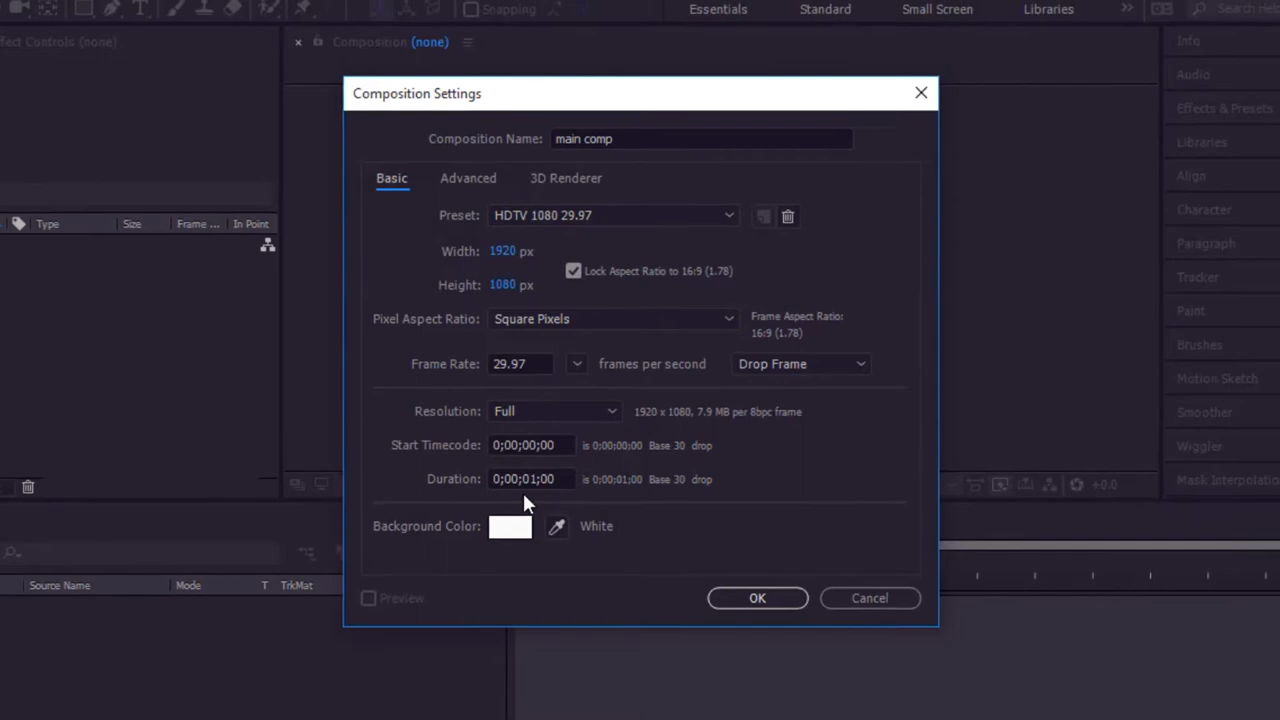 Snapping
Essentials
Standard
Small Screen
Libraries
Search Help
ffect Controls (none)
Composition (none)
Info
Audio
Effects & Presets
Libraries
Align
Character
Paragraph
Tracker
Paint
Brushes
Motion Sketch
Smoother
Wiggler
Mask Interpolatio
Type
Size
Frame ...
In Point
Composition Settings
Composition Name: main comp
Basic
Advanced
3D Renderer
Preset: HDTV 1080 29.97
Width: 1920 px
Lock Aspect Ratio to 16:9 (1.78)
Height: 1080 px
Pixel Aspect Ratio: Square Pixels
Frame Aspect Ratio:
16:9 (1.78)
Frame Rate: 29.97 frames per second Drop Frame
Resolution: Full 1920 x 1080, 7.9 MB per 8bpc frame
Start Timecode: 0;00;00;00 is 0;00;00;00 Base 30 drop
Duration: 0;00;01;00 is 0;00;01;00 Base 30 drop
Background Color: White
Preview
OK
Cancel
+0.0
Source Name
Mode
T
TrkMat